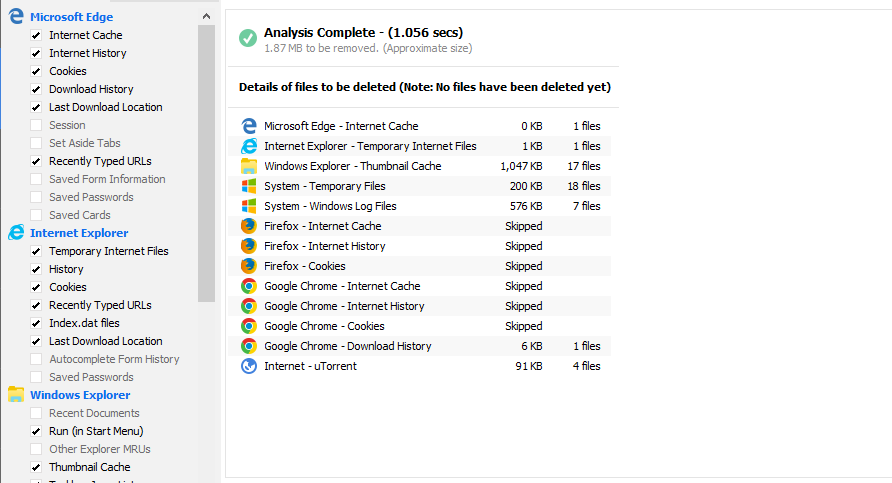 Microsoft Edge
Internet Cache
Internet History
Cookies
Download History
Last Download Location
Session
Set Aside Tabs
Recently Typed URLs
Saved Form Information
Saved Passwords
Saved Cards
Internet Explorer
Temporary Internet Files
History
Cookies
Recently Typed URLs
Index.dat files
Last Download Location
Autocomplete Form History
Saved Passwords
Windows Explorer
Recent Documents
Run (in Start Menu)
Other Explorer MRUs
Thumbnail Cache
Analysis Complete - (1.056 secs)
1.87 MB to be removed. (Approximate size)
Details of files to be deleted (Note: No files have been deleted yet)
Microsoft Edge - Internet Cache 0 KB 1 files
Internet Explorer - Temporary Internet Files 1 KB 1 files
Windows Explorer - Thumbnail Cache 1,047 KB 17 files
System - Temporary Files 200 KB 18 files
System - Windows Log Files 576 KB 7 files
Firefox - Internet Cache Skipped
Firefox - Internet History Skipped
Firefox - Cookies Skipped
Google Chrome - Internet Cache Skipped
Google Chrome - Internet History Skipped
Google Chrome - Cookies Skipped
Google Chrome - Download History 6 KB 1 files
Internet - uTorrent 91 KB 4 files